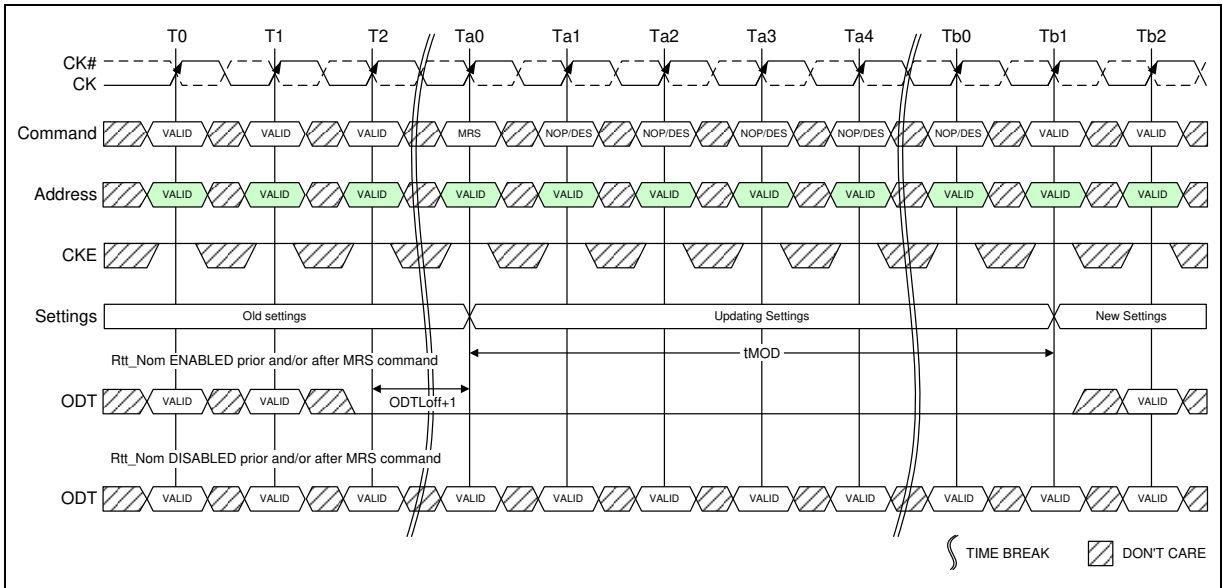 T0 T1 T2 Ta0 Ta1 Ta2 Ta3 Ta4 Tb0 Tb1 Tb2
CK#
CK
Command VALID VALID VALID MRS NOP/DES NOP/DES NOP/DES NOP/DES NOP/DES VALID VALID
Address VALID VALID VALID VALID VALID VALID VALID VALID VALID VALID VALID
CKE
Settings Old settings Updating Settings New Settings
Rtt_Nom ENABLED prior and/or after MRS command
tMOD
ODTLoff+1
ODT VALID VALID VALID
Rtt_Nom DISABLED prior and/or after MRS command
ODT VALID VALID VALID VALID VALID VALID VALID VALID VALID VALID VALID
TIME BREAK DON'T CARE